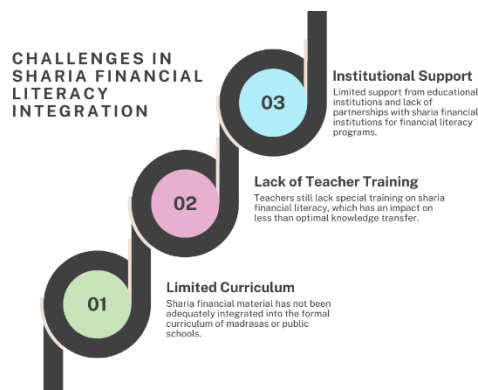 CHALLENGES IN
SHARIA FINANCIAL
LITERACY
INTEGRATION
03
Institutional Support
Limited support from educational
institutions and lack of
partnerships with sharia financial
institutions for financial literacy
programs.
02
Lack of Teacher Training
Teachers still lack special training on sharia
financial literacy, which has an impact on
less than optimal knowledge transfer.
01
Limited Curriculum
Sharia financial material has not been
adequately integrated into the formal
curriculum of madrasas or public
schools.